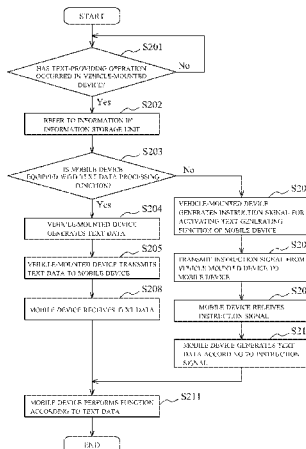 START
S201
HAS TEXT-PROVIDING OPERATION
OCCURRED IN VEHICLE-MOUNTED
DEVICE?
No
Yes
S202
REFER TO INFORMATION IN
INFORMATION STORAGE UNIT
S203
IS MOBILE DEVICE
EQUIPPED WITH TEXT DATA PROCESSING
FUNCTION?
No
Yes
S204
VEHICLE-MOUNTED DEVICE
GENERATES TEXT DATA
S205
VEHICLE-MOUNTED DEVICE TRANSMITS
TEXT DATA TO MOBILE DEVICE
S208
MOBILE DEVICE RECEIVES TEXT DATA
S20
VEHICLE-MOUNTED DEVICE
GENERATES INSTRUCTION SIGNAL FOR
ACTIVATING TEXT GENERATING
FUNCTION OF MOBILE DEVICE
S20
TRANSMIT INSTRUCTION SIGNAL FROM
VEHICLE MOUNTED DEVICE TO
MOBILE DEVICE
S20
MOBILE DEVICE RECEIVES
INSTRUCTION SIGNAL
S21
MOBILE DEVICE GENERATES TEXT
DATA ACCORDING TO INSTRUCTION
SIGNAL
S211
MOBILE DEVICE PERFORMS FUNCTION
ACCORDING TO TEXT DATA
END